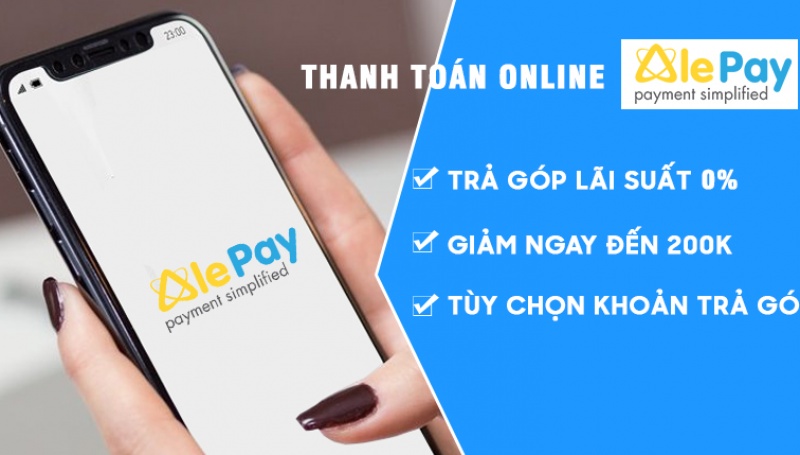 23:00
AlePay
payment simplified
THANH TOÁN ONLINE
AlePay
payment simplified
TRẢ GÓP LÃI SUẤT 0%
GIẢM NGAY ĐẾN 200K
TÙY CHỌN KHOẢN TRẢ GÓ